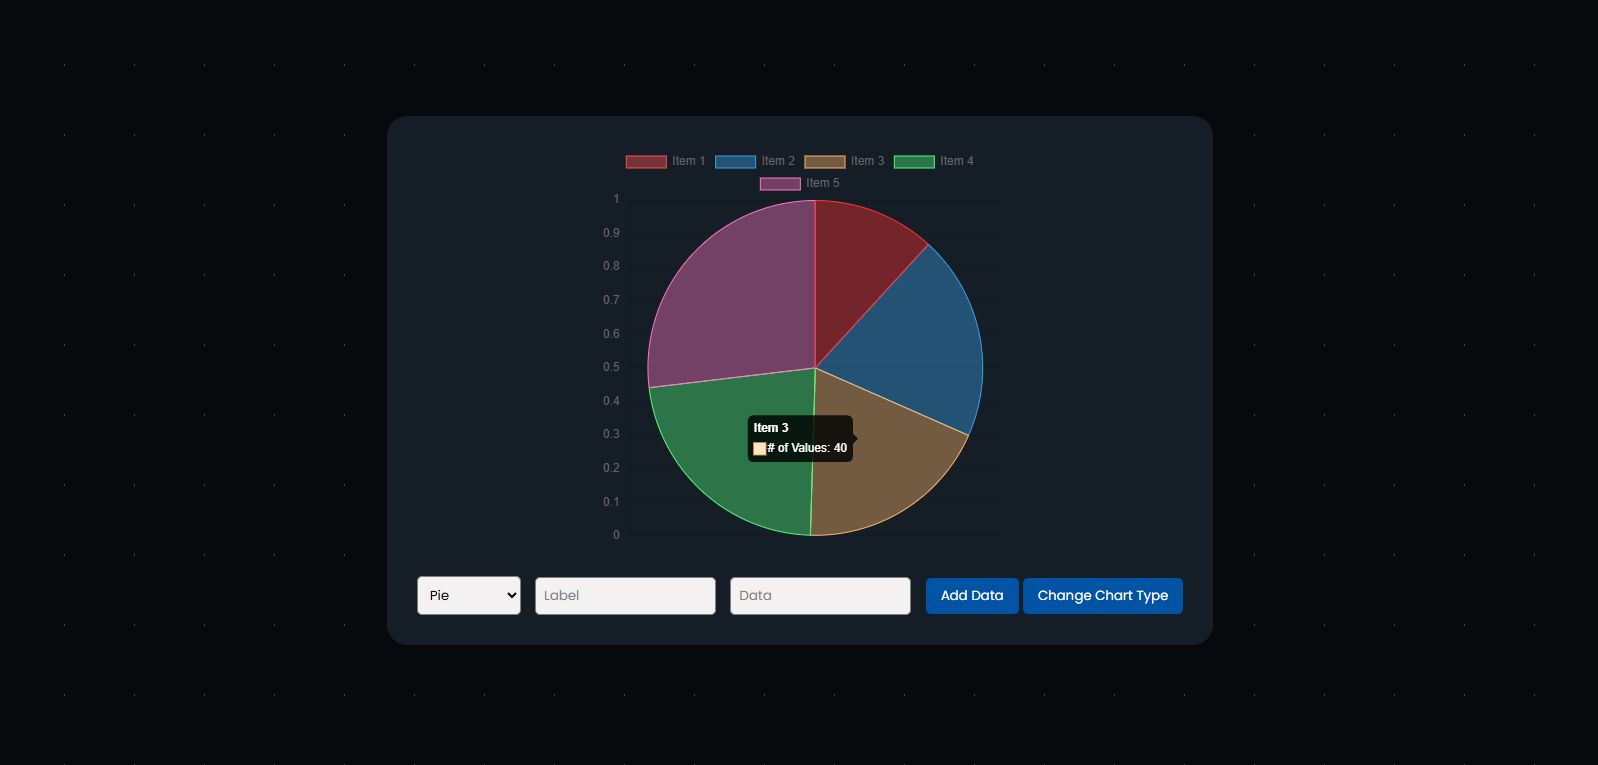 Item 1 Item 2 Item 3 Item 4
Item 5
1
0.9
0.8
0.7
0.6
0.5
0.4
0.3
0.2
0.1
0
Item 3
# of Values: 40
Pie Label Data Add Data Change Chart Type